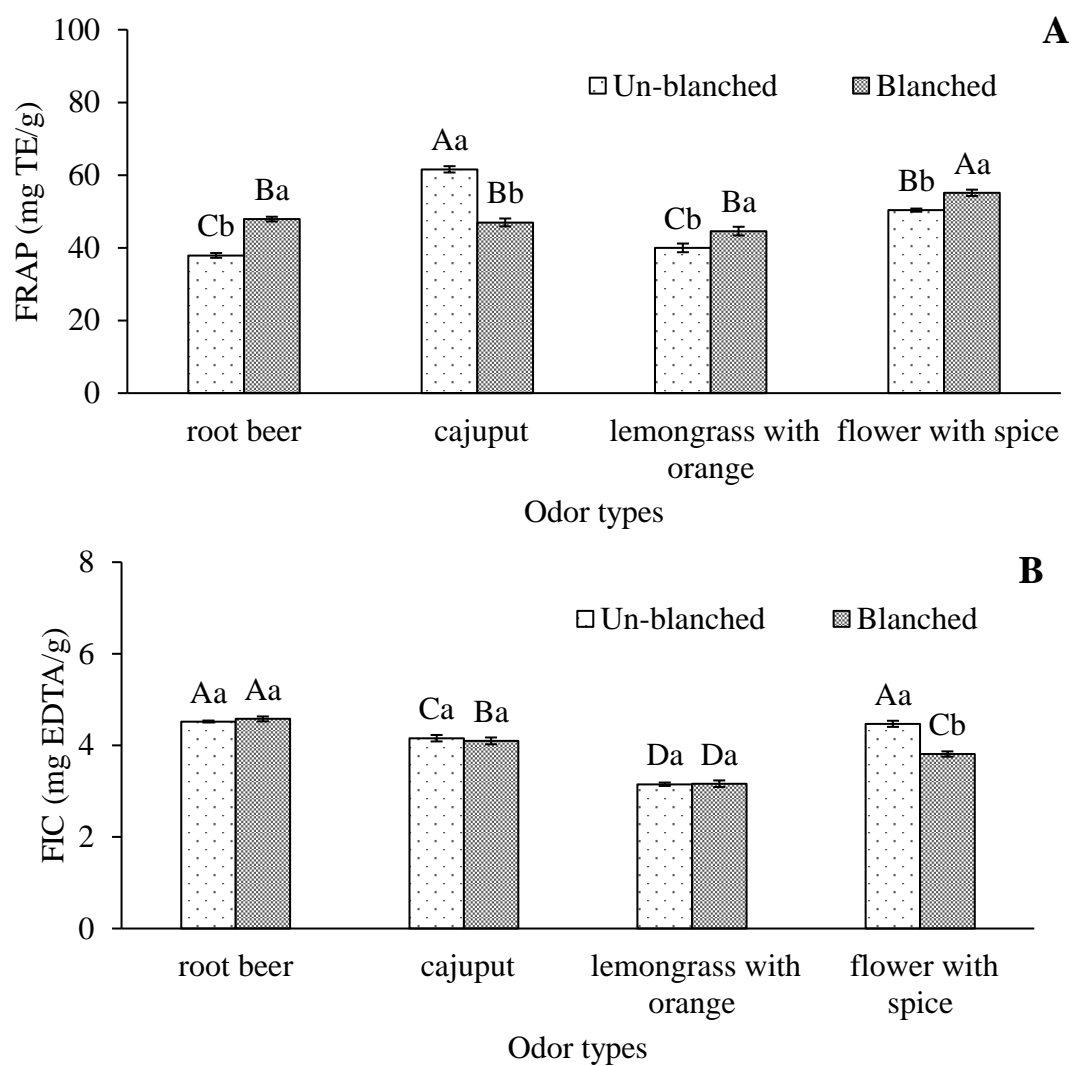 A
100
80
60
40
20
0
FRAP (mg TE/g)
Un-blanched
Blanched
Cb
Ba
Aa
Bb
Cb
Ba
Bb
Aa
root beer
cajuput
lemongrass with
orange
flower with spice
Odor types
B
8
6
4
2
0
FIC (mg EDTA/g)
Un-blanched
Blanched
Aa
Aa
Ca
Ba
Da
Da
Aa
Cb
root beer
cajuput
lemongrass with
orange
flower with
spice
Odor types